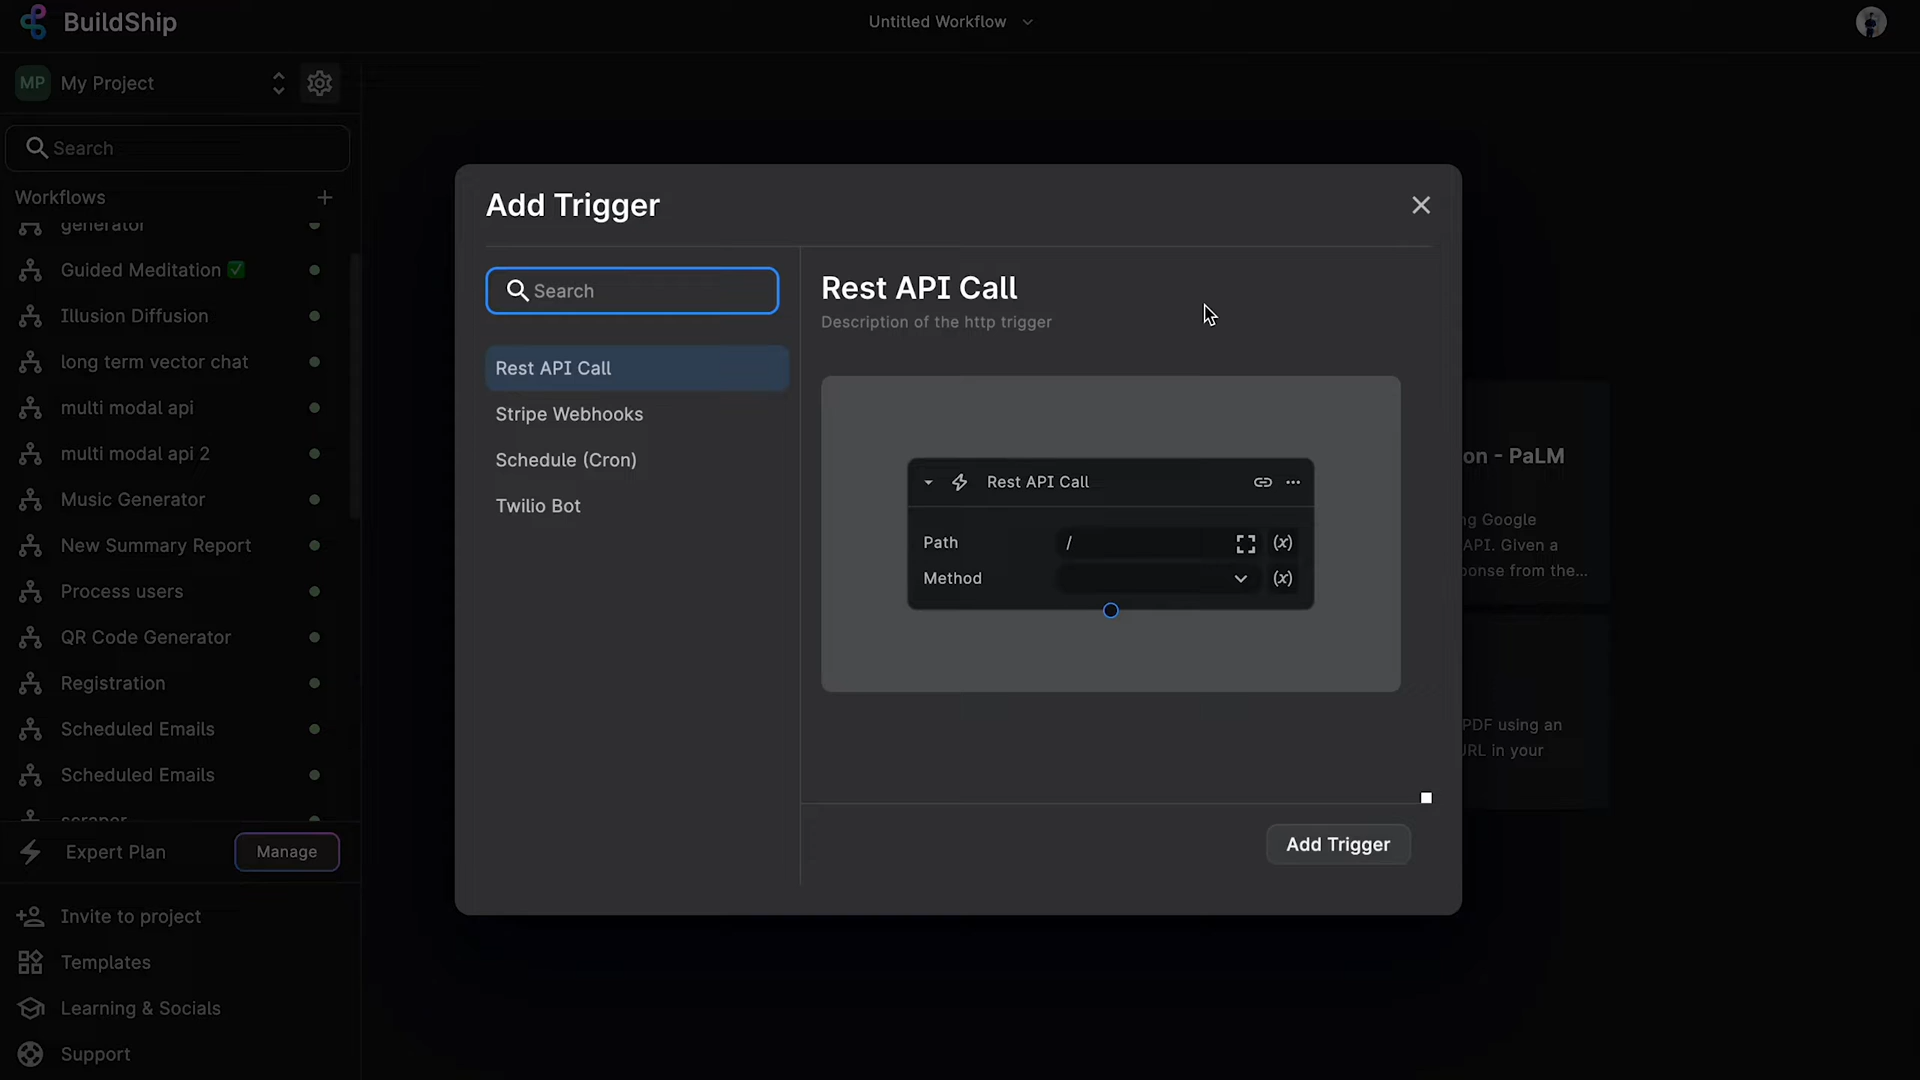 BuildShip
Untitled Workflow
MP My Project
Search
Workflows
generator
Guided Meditation ✅
Illusion Diffusion
long term vector chat
multi modal api
multi modal api 2
Music Generator
New Summary Report
Process users
QR Code Generator
Registration
Scheduled Emails
Scheduled Emails
scraper
Expert Plan
Manage
Invite to project
Templates
Learning & Socials
Support
Add Trigger
Search
Rest API Call
Stripe Webhooks
Schedule (Cron)
Twilio Bot
Rest API Call
Description of the http trigger
Rest API Call
Path / (x)
Method (x)
Add Trigger
on - PaLM
ng Google
API. Given a
ponse from the...
PDF using an
URL in your